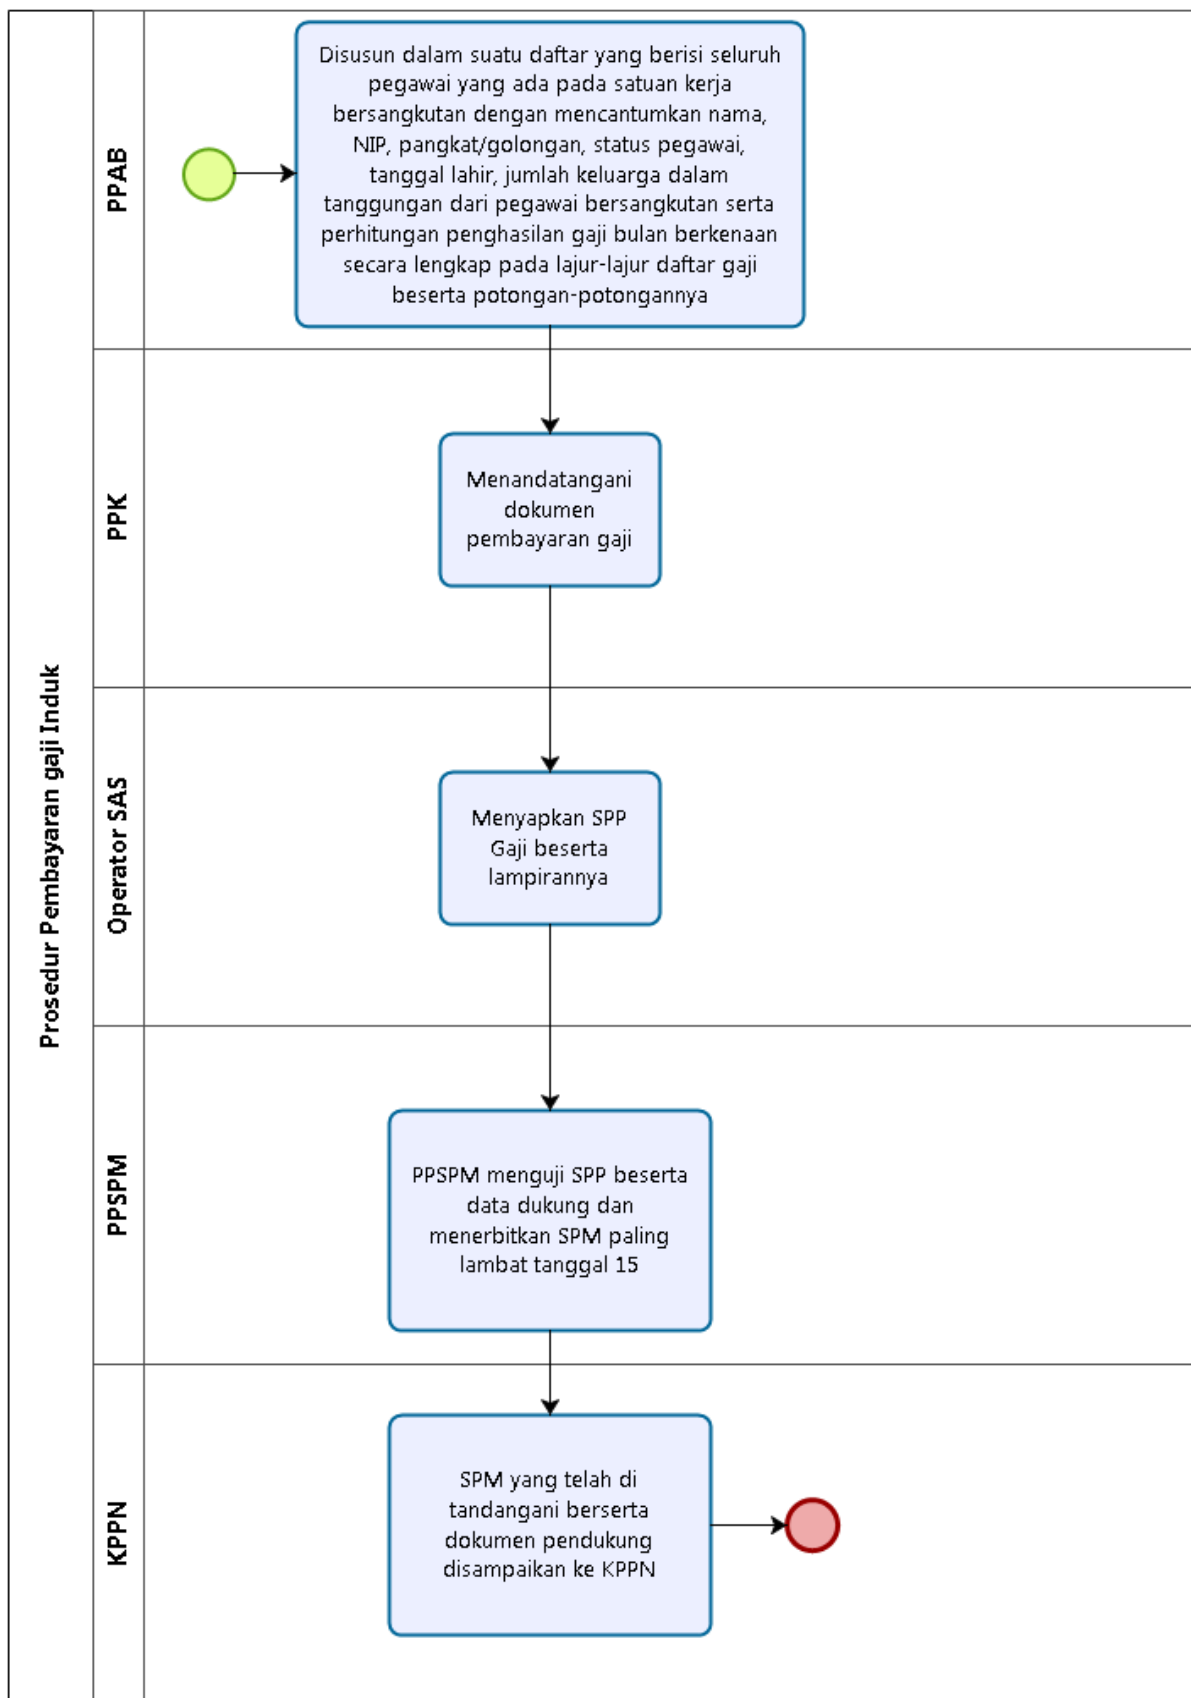 Prosedur Pembayaran gaji Induk
PPAB
Disusun dalam suatu daftar yang berisi seluruh
pegawai yang ada pada satuan kerja
bersangkutan dengan mencantumkan nama,
NIP, pangkat/golongan, status pegawai,
tanggal lahir, jumlah keluarga dalam
tanggungan dari pegawai bersangkutan serta
perhitungan penghasilan gaji bulan berkenaan
secara lengkap pada lajur-lajur daftar gaji
beserta potongan-potongannya
PPK
Menandatangani
dokumen
pembayaran gaji
Operator SAS
Menyapkan SPP
Gaji beserta
lampirannya
PPSPM
PPSPM menguji SPP beserta
data dukung dan
menerbitkan SPM paling
lambat tanggal 15
KPPN
SPM yang telah di
tandangani berserta
dokumen pendukung
disampaikan ke KPPN